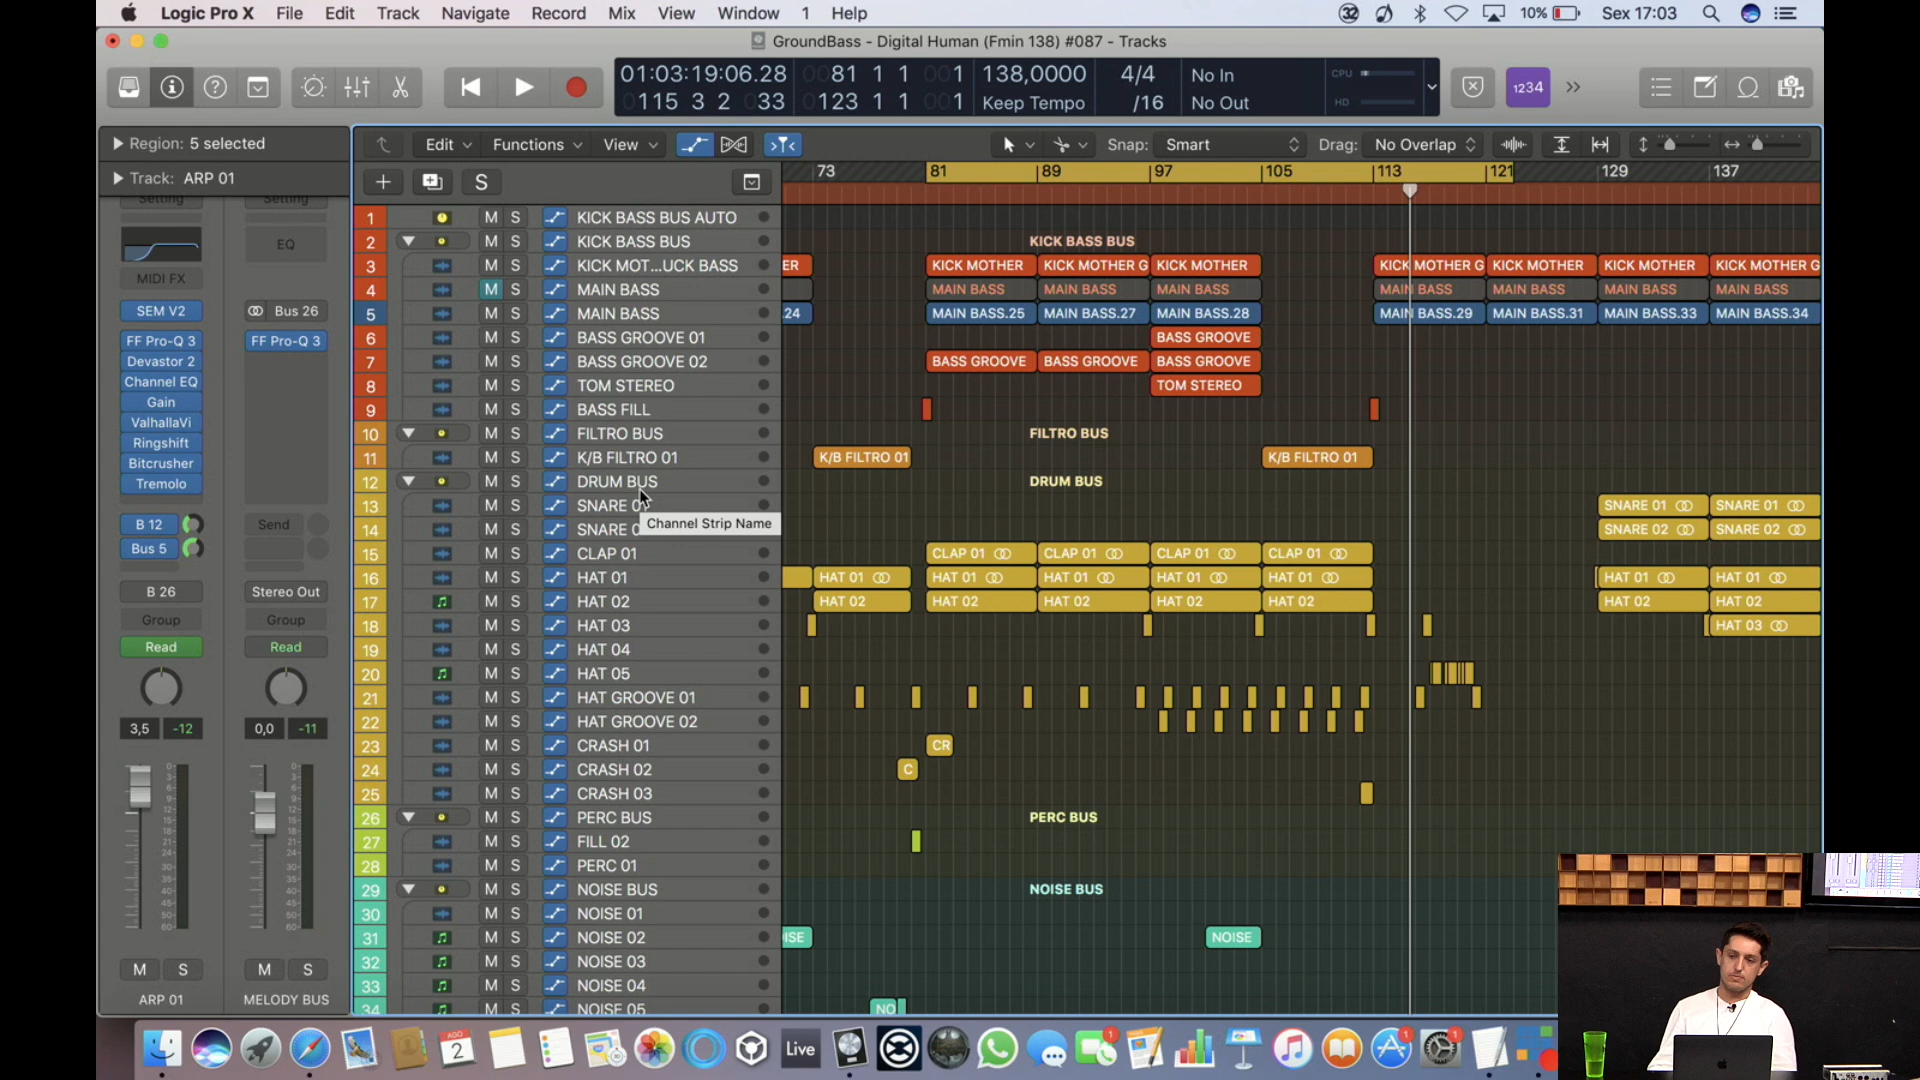 Logic Pro X File Edit Track Navigate Record Mix View Window 1 Help 32 10% Sex 17:03
GroundBass - Digital Human (Fmin 138) #087 - Tracks
01:03:19:06.28 0081 1 1 001 138,0000 4/4 No In CPU
0115 3 2 033 0123 1 1 001 Keep Tempo /16 No Out HD
1234
Region: 5 selected
Edit Functions View Snap: Smart Drag: No Overlap
Track: ARP 01
S
73 81 89 97 105 113 121 129 137
Setting Setting
EQ
MIDI FX
SEM V2 Bus 26
FF Pro-Q 3 FF Pro-Q 3
Devastor 2
Channel EQ
Gain
ValhallaVi
Ringshift
Bitcrusher
Tremolo
B 12 Send
Bus 5
B 26 Stereo Out
Group Group
Read Read
3,5 -12 0,0 -11
M S M S
ARP 01 MELODY BUS
1 M S KICK BASS BUS AUTO
2 M S KICK BASS BUS KICK BASS BUS
3 M S KICK MOT...UCK BASS ER KICK MOTHER KICK MOTHER G KICK MOTHER KICK MOTHER G KICK MOTHER KICK MOTHER KICK MOTHER G
4 M S MAIN BASS MAIN BASS MAIN BASS MAIN BASS MAIN BASS MAIN BASS MAIN BASS MAIN BASS
5 M S MAIN BASS .24 MAIN BASS.25 MAIN BASS.27 MAIN BASS.28 MAIN BASS.29 MAIN BASS.31 MAIN BASS.33 MAIN BASS.34
6 M S BASS GROOVE 01 BASS GROOVE
7 M S BASS GROOVE 02 BASS GROOVE BASS GROOVE BASS GROOVE
8 M S TOM STEREO TOM STEREO
9 M S BASS FILL
10 M S FILTRO BUS FILTRO BUS
11 M S K/B FILTRO 01 K/B FILTRO 01 K/B FILTRO 01
12 M S DRUM BUS DRUM BUS
13 M S SNARE 0 SNARE 01 SNARE 01
Channel Strip Name
14 M S SNARE 0 SNARE 02 SNARE 02
15 M S CLAP 01 CLAP 01 CLAP 01 CLAP 01 CLAP 01
16 M S HAT 01 HAT 01 HAT 01 HAT 01 HAT 01 HAT 01 HAT 01 HAT 01
17 M S HAT 02 HAT 02 HAT 02 HAT 02 HAT 02 HAT 02 HAT 02
18 M S HAT 03 HAT 03
19 M S HAT 04
20 M S HAT 05
21 M S HAT GROOVE 01
22 M S HAT GROOVE 02
23 M S CRASH 01 CR
24 M S CRASH 02 C
25 M S CRASH 03
26 M S PERC BUS PERC BUS
27 M S FILL 02
28 M S PERC 01
29 M S NOISE BUS NOISE BUS
30 M S NOISE 01
31 M S NOISE 02 ISE NOISE
32 M S NOISE 03
33 M S NOISE 04
34 M S NOISE 05 NO
AGO
2
Live
1
1
1